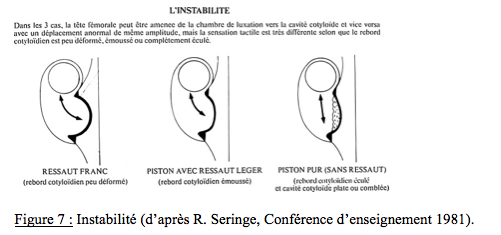 L'INSTABILITE
Dans les 3 cas, la tête fémorale peut être amenee de la chambre de luxation vers la cavité cotyloïde et vice versa
avec un déplacement anormal de même amplitude, mais la sensation tactile est très différente selon que le rebord
cotyloïdien est peu déformé, émoussé ou complètement éculé.
RESSAUT FRANC
(rebord cotyloïdien peu déformé)
PISTON AVEC RESSAUT LEGER
(rebord cotyloïdien émoussé)
PISTON PUR (SANS RESSAUT)
(rebord cotyloïdien éculé
et cavité cotyloïde plate ou comblée)
Figure 7 : Instabilité (d'après R. Seringe, Conférence d'enseignement 1981).